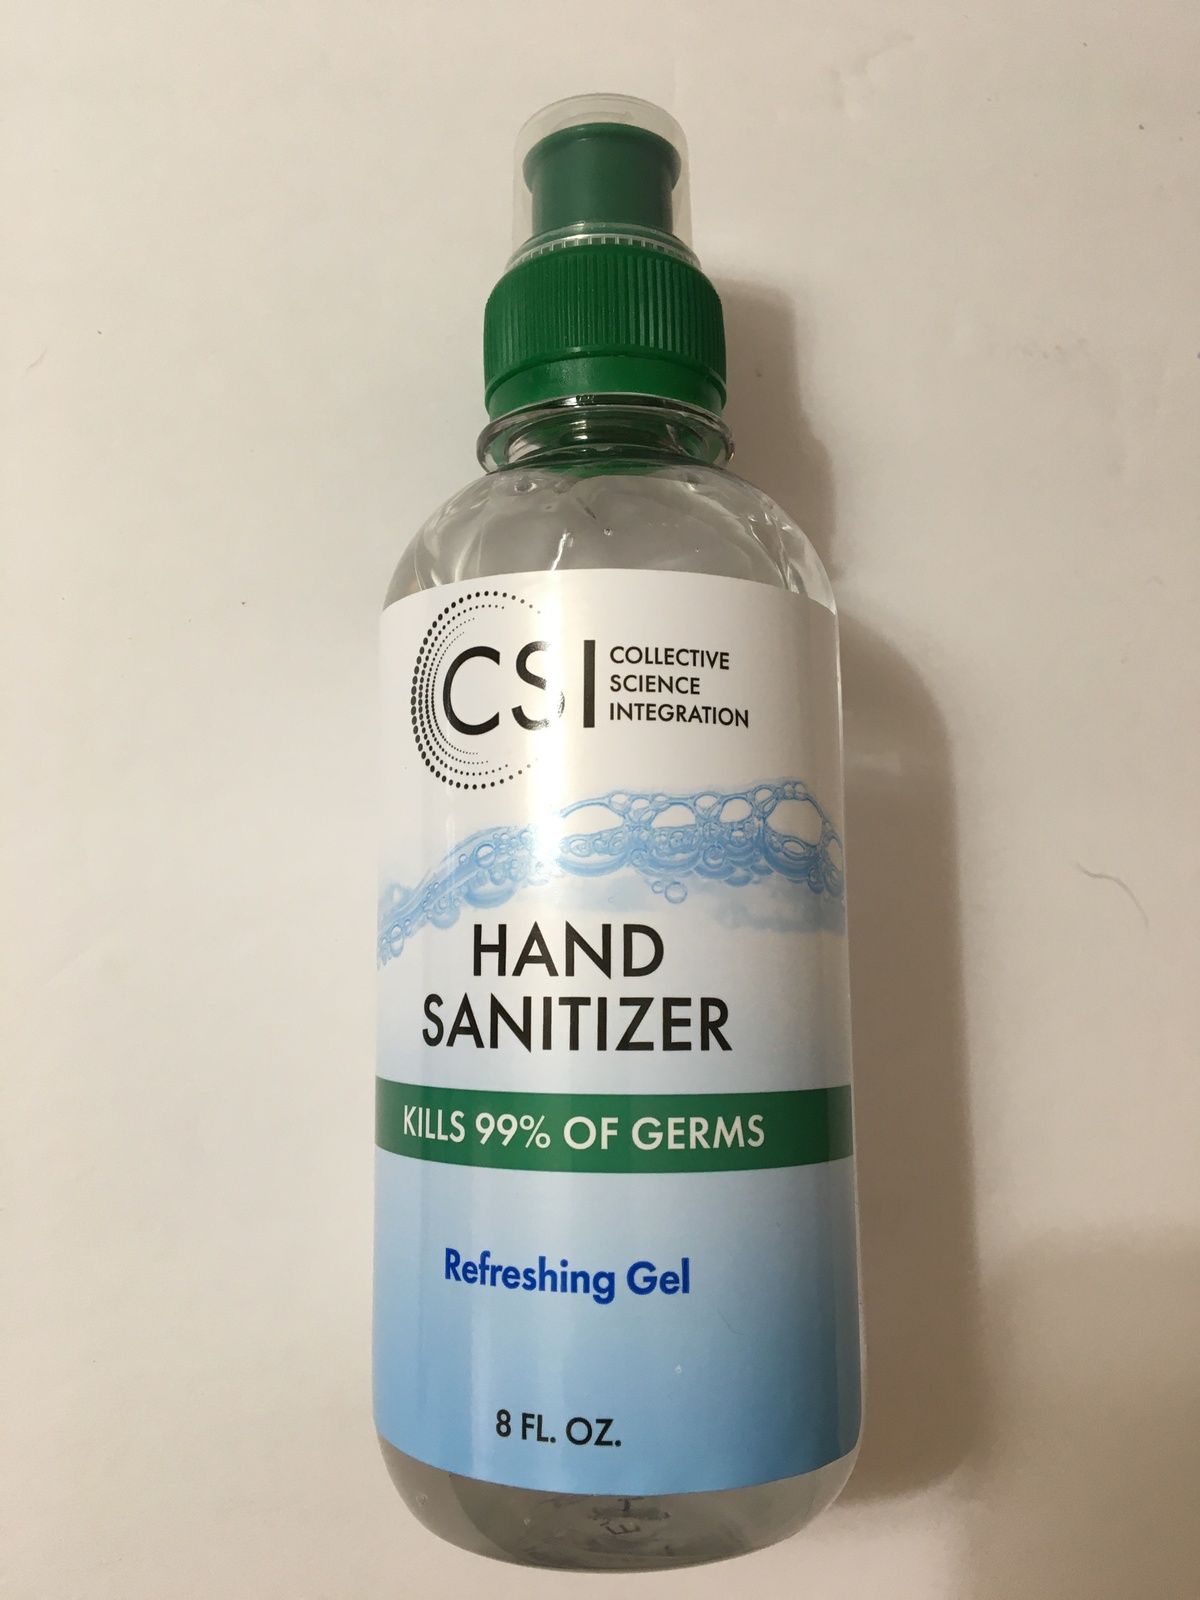 CSI
COLLECTIVE
SCIENCE
INTEGRATION
HAND
SANITIZER
KILLS 99% OF GERMS
Refreshing Gel
8 FL. OZ.